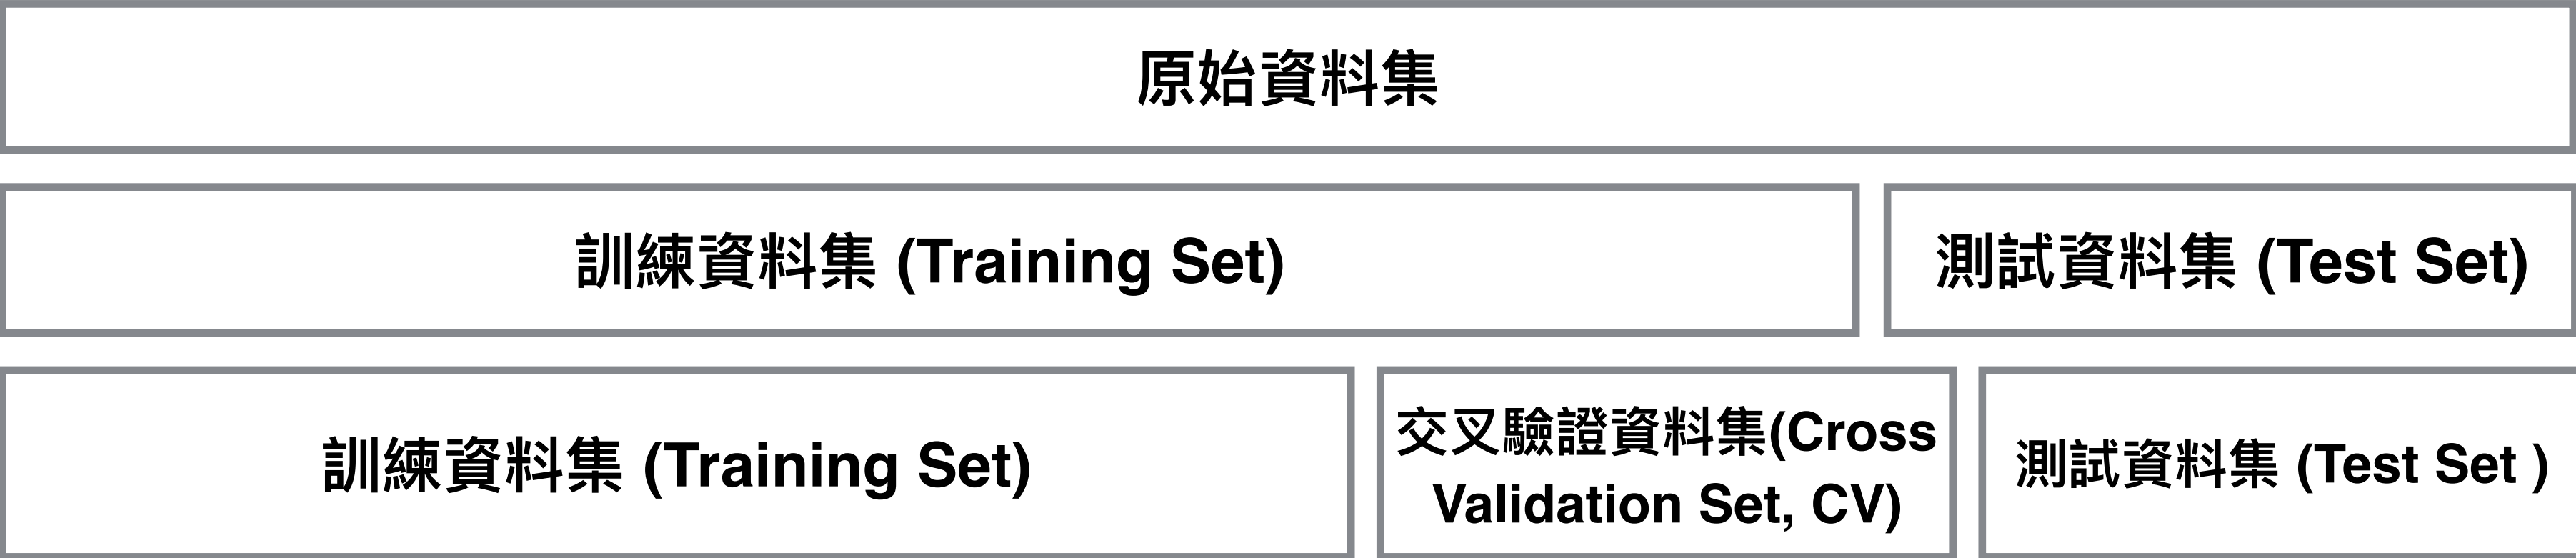 原始資料集
訓練資料集 (Training Set)
測試資料集 (Test Set)
訓練資料集 (Training Set)
交叉驗證資料集(Cross
Validation Set, CV)
測試資料集 (Test Set )